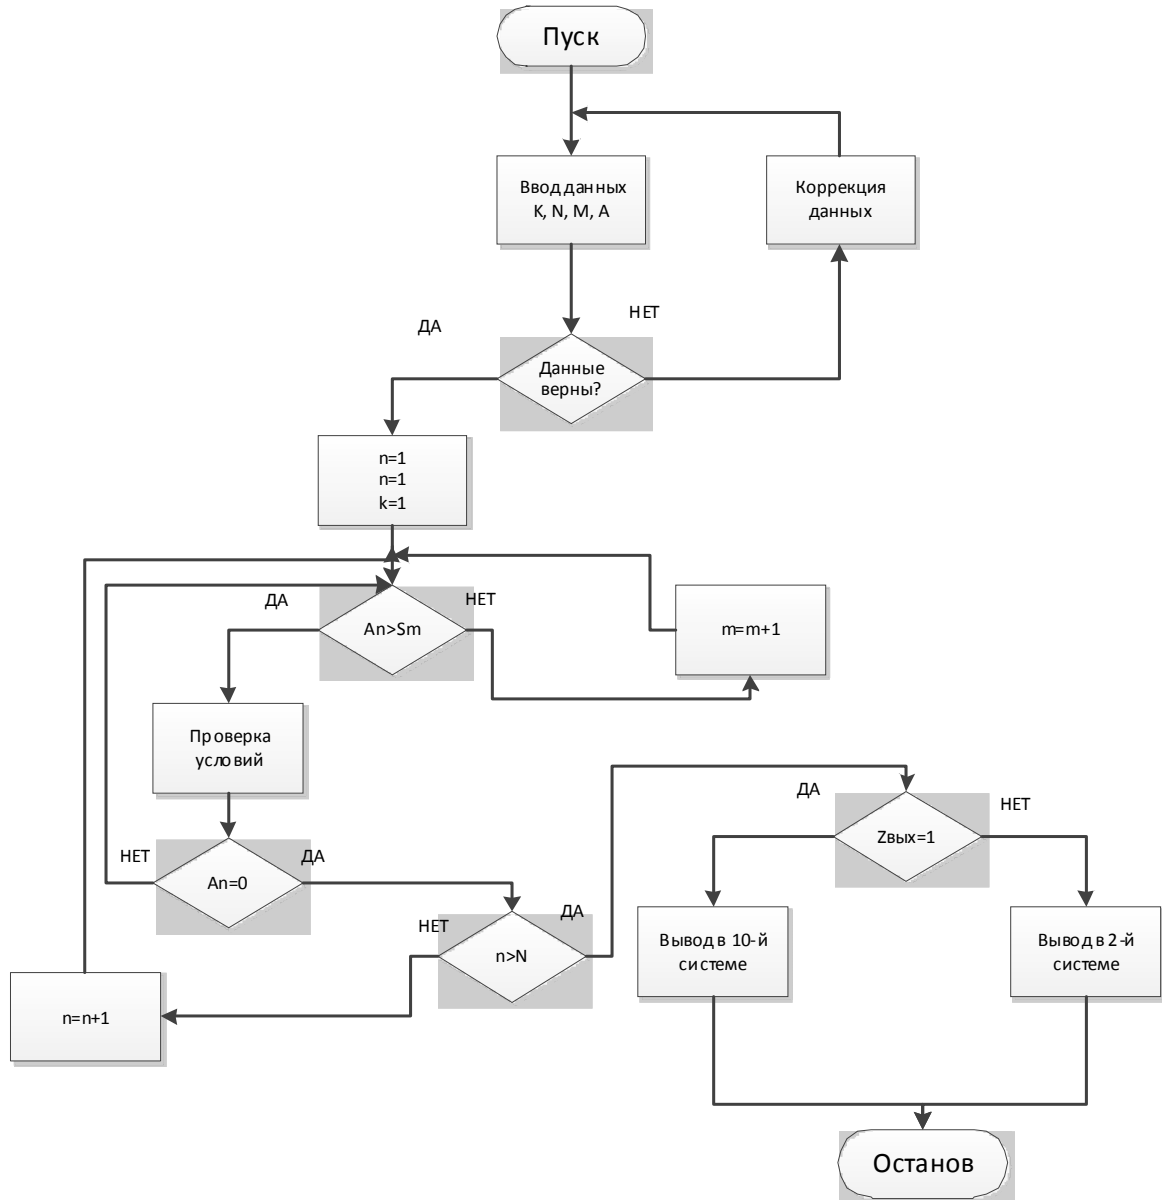 Пуск
Ввод данных
K, N, M, A
Коррекция
данных
ДА
НЕТ
Данные
верны?
n=1
n=1
k=1
ДА
НЕТ
An>Sm
m=m+1
Проверка
условий
НЕТ
ДА
An=0
НЕТ
ДА
n>N
n=n+1
ДА
НЕТ
Zвых=1
Вывод в 10-й
системе
Вывод в 2-й
системе
Останов